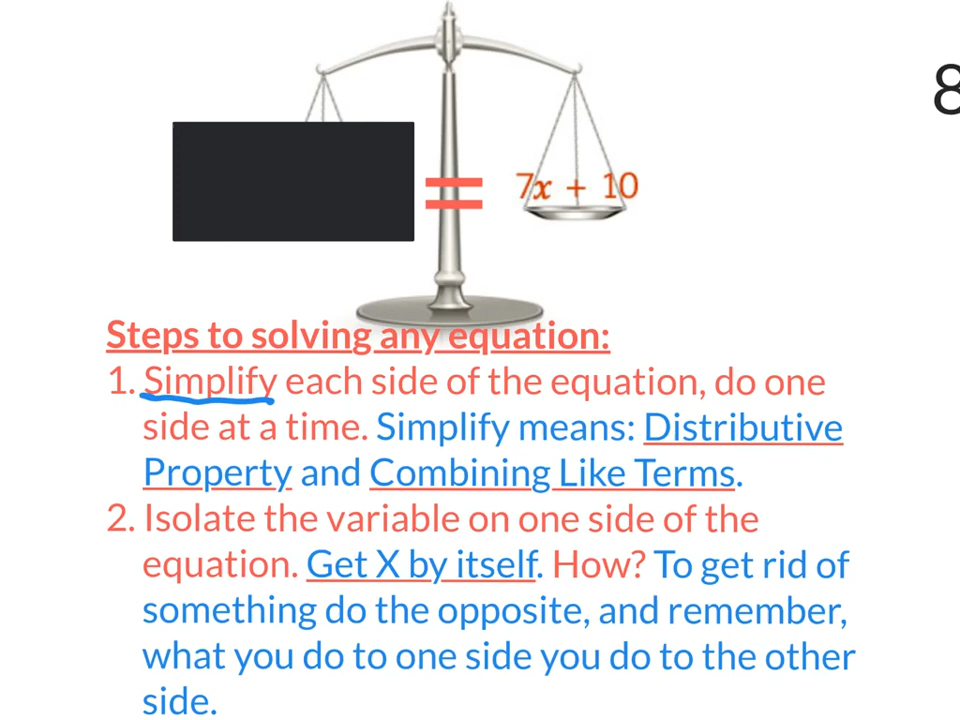 8
= 7x + 10
Steps to solving any equation:
1. Simplify each side of the equation, do one
side at a time. Simplify means: Distributive
Property and Combining Like Terms.
2. Isolate the variable on one side of the
equation. Get X by itself. How? To get rid of
something do the opposite, and remember,
what you do to one side you do to the other
side.